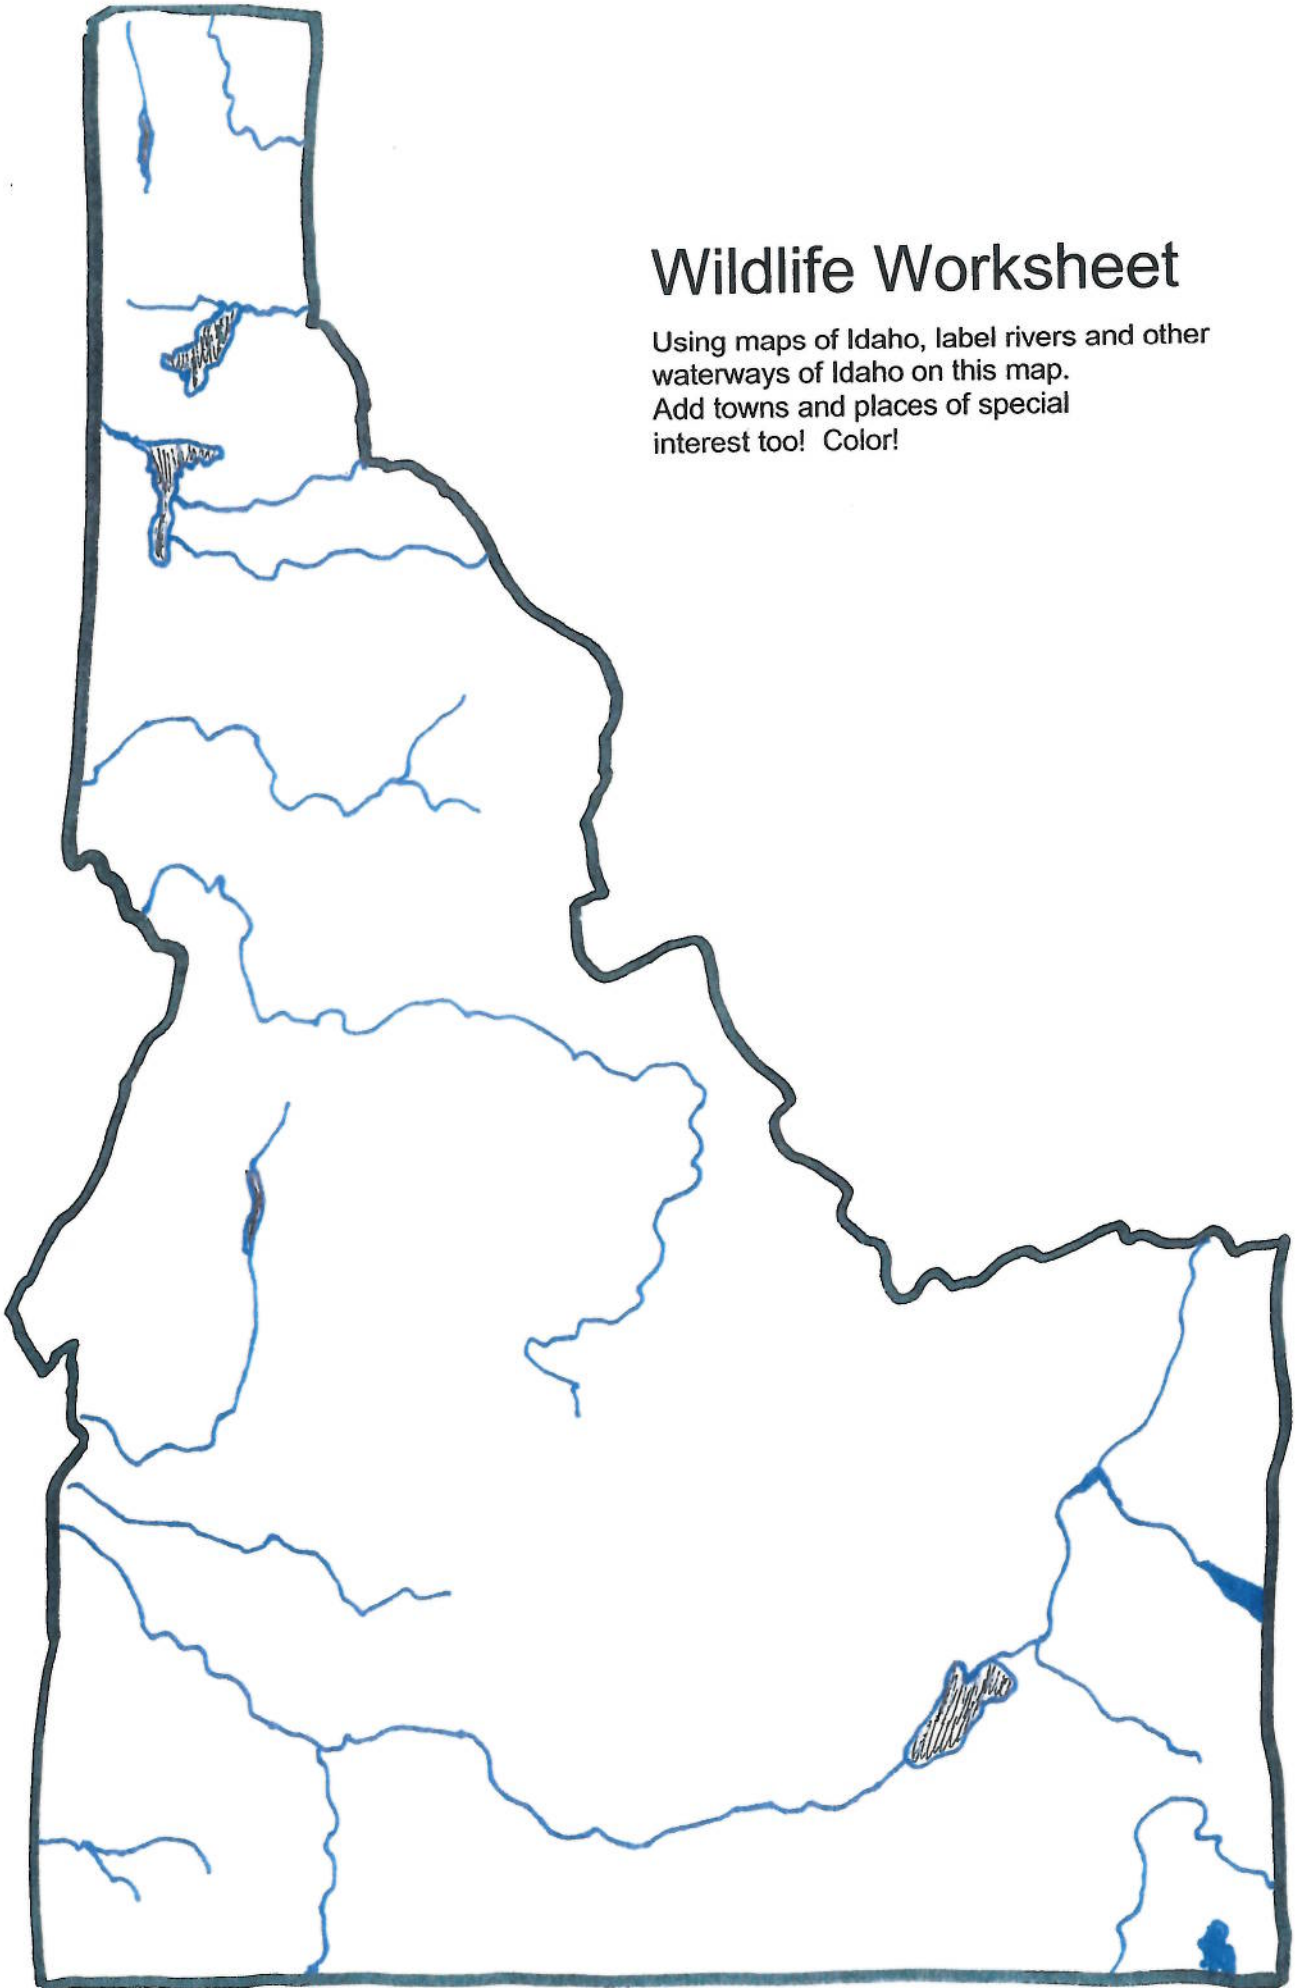 Wildlife Worksheet
Using maps of Idaho, label rivers and other
waterways of Idaho on this map.
Add towns and places of special
interest too!  Color!